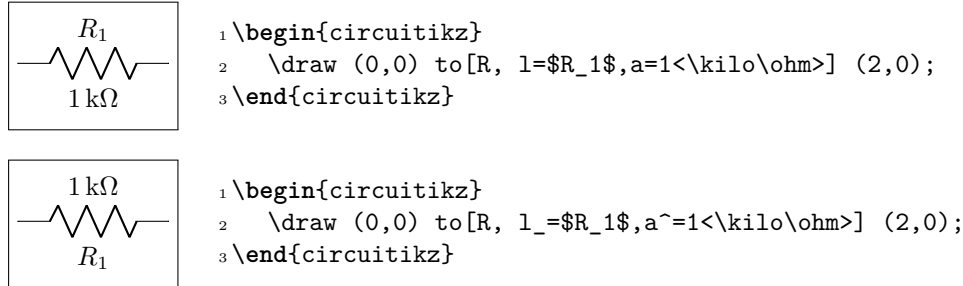 R1
1 kΩ
1 \begin{circuitikz}
2 \draw (0,0) to[R, l=$R_1$,a=1<\kilo\ohm>] (2,0);
3 \end{circuitikz}
1 kΩ
R1
1 \begin{circuitikz}
2 \draw (0,0) to[R, l_=$R_1$,a^=1<\kilo\ohm>] (2,0);
3 \end{circuitikz}